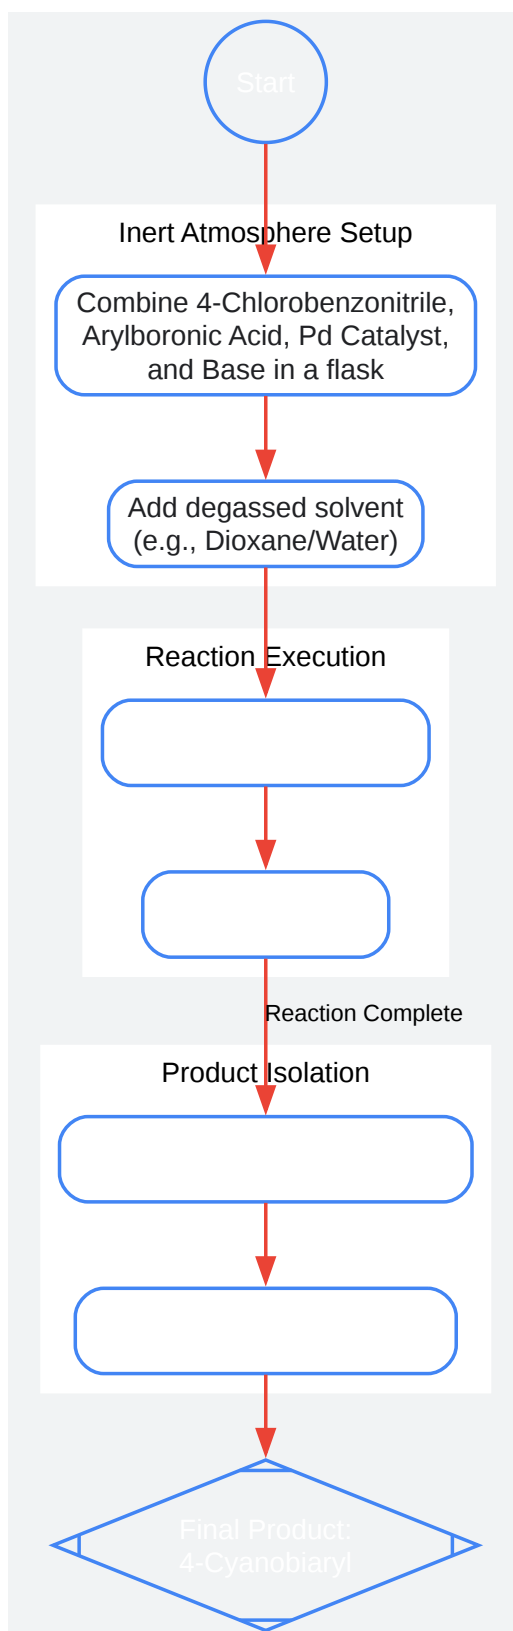 Start
Inert Atmosphere Setup
Combine 4-Chlorobenzonitrile,
Arylboronic Acid, Pd Catalyst,
and Base in a flask
Add degassed solvent
(e.g., Dioxane/Water)
Reaction Execution
Reaction Complete
Product Isolation
Final Product:
4-Cyanobiaryl